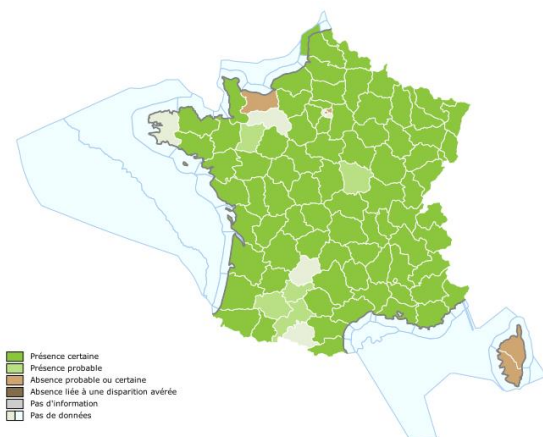 Présence certaine
Présence probable
Absence probable ou certaine
Absence liée à une disparition avérée
Pas d'information
Pas de données